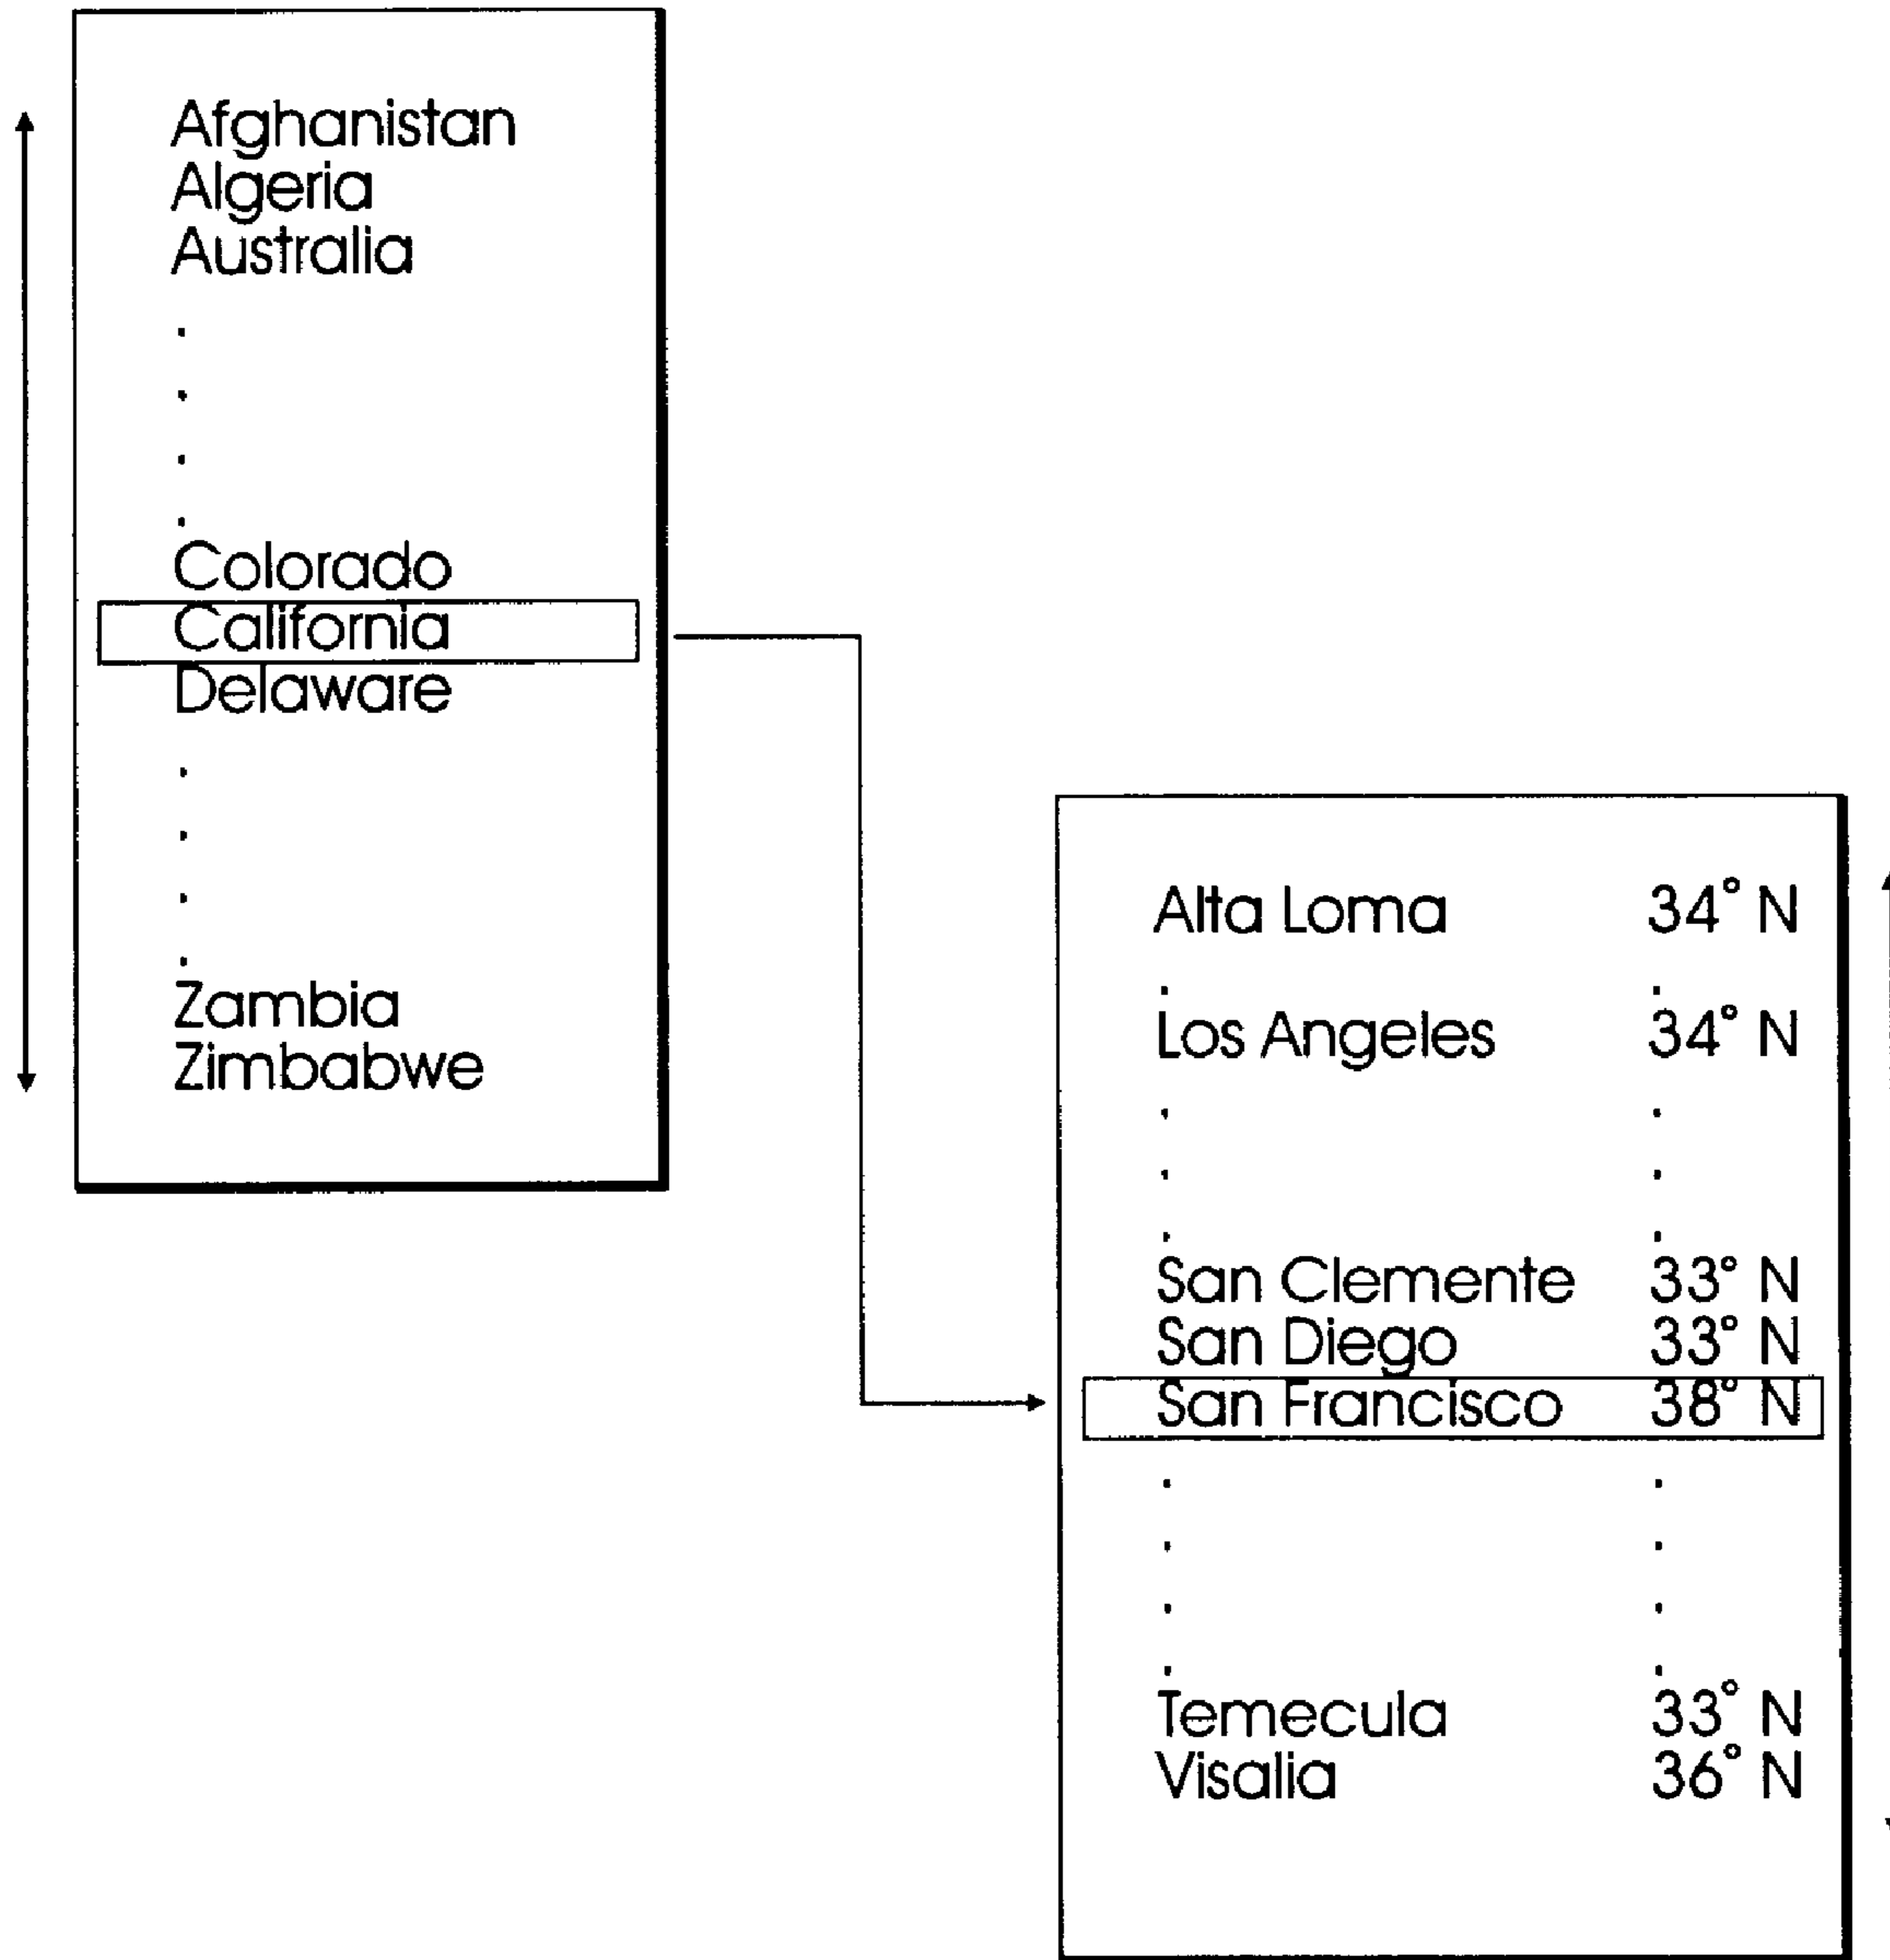 Afghanistan
Algeria
Australia
.
.
.
.
Colorado
California
Delaware
.
.
.
.
Zambia
Zimbabwe
Alta Loma 34° N
. .
Los Angeles 34° N
. .
. .
. .
San Clemente 33° N
San Diego 33° N
San Francisco 38° N
. .
. .
. .
. .
Temecula 33° N
Visalia 36° N